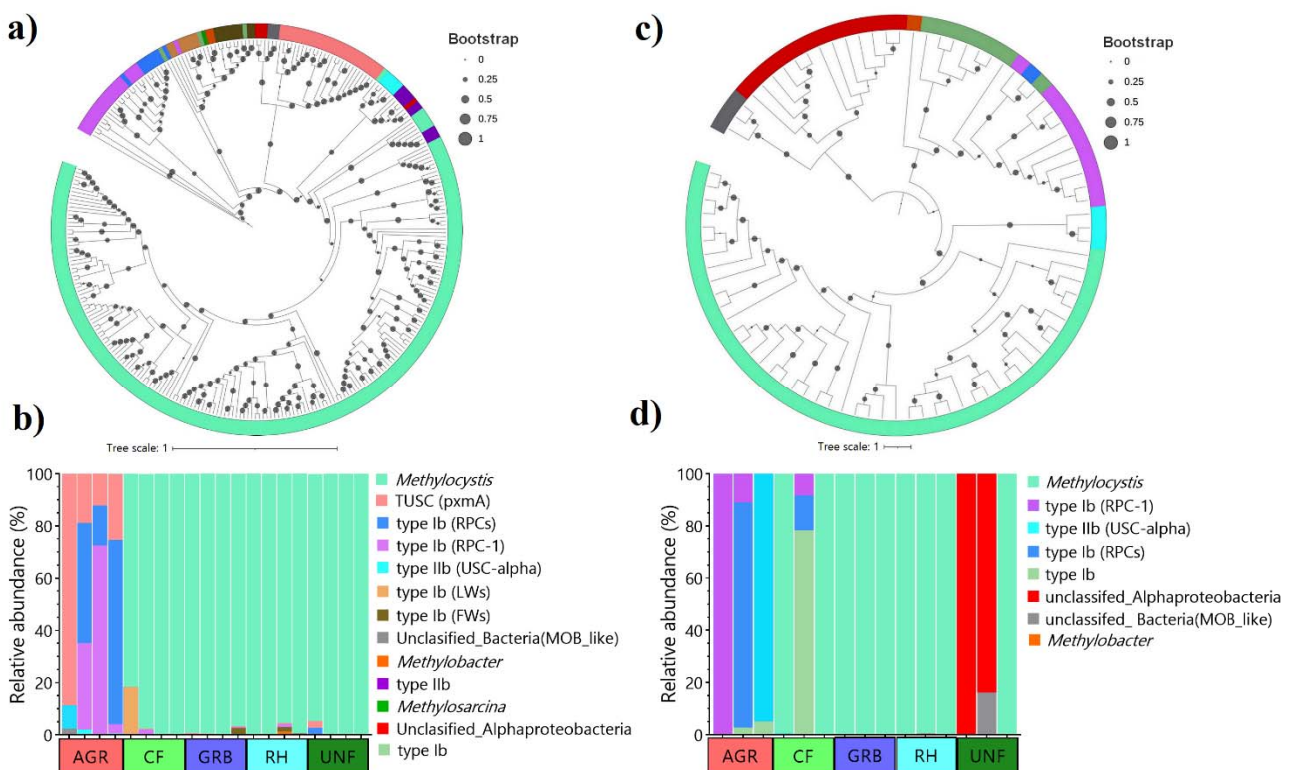 a)
Bootstrap
0
0.25
0.5
0.75
1
Tree scale: 1
c)
Bootstrap
0
0.25
0.5
0.75
1
Tree scale: 1
b)
Relative abundance (%)
100
80
60
40
20
0
AGR CF GRB RH UNF
Methylocystis
TUSC (pxmA)
type Ib (RPCs)
type Ib (RPC-1)
type IIb (USC-alpha)
type Ib (LWs)
type Ib (FWs)
Unclasified_Bacteria(MOB_like)
Methylobacter
type IIb
Methylosarcina
Unclassified_Alphaproteobacteria
type Ib
d)
Relative abundance (%)
100
80
60
40
20
0
AGR CF GRB RH UNF
Methylocystis
type Ib (RPC-1)
type IIb (USC-alpha)
type Ib (RPCs)
type Ib
unclassified_Alphaproteobacteria
unclassifed_ Bacteria(MOB_like)
Methylobacter